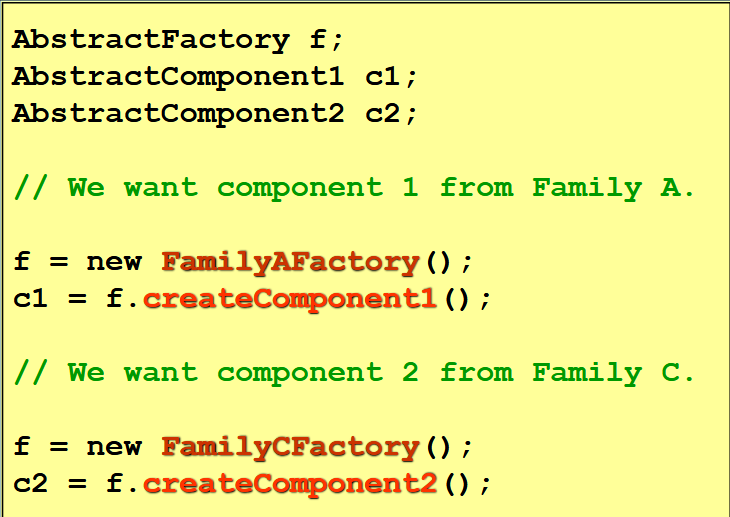 AbstractFactory f;
AbstractComponent1 c1;
AbstractComponent2 c2;
// We want component 1 from Family A.
f = new FamilyAFactory();
c1 = f.createComponent1();
// We want component 2 from Family C.
f = new FamilyCFactory();
c2 = f.createComponent2();